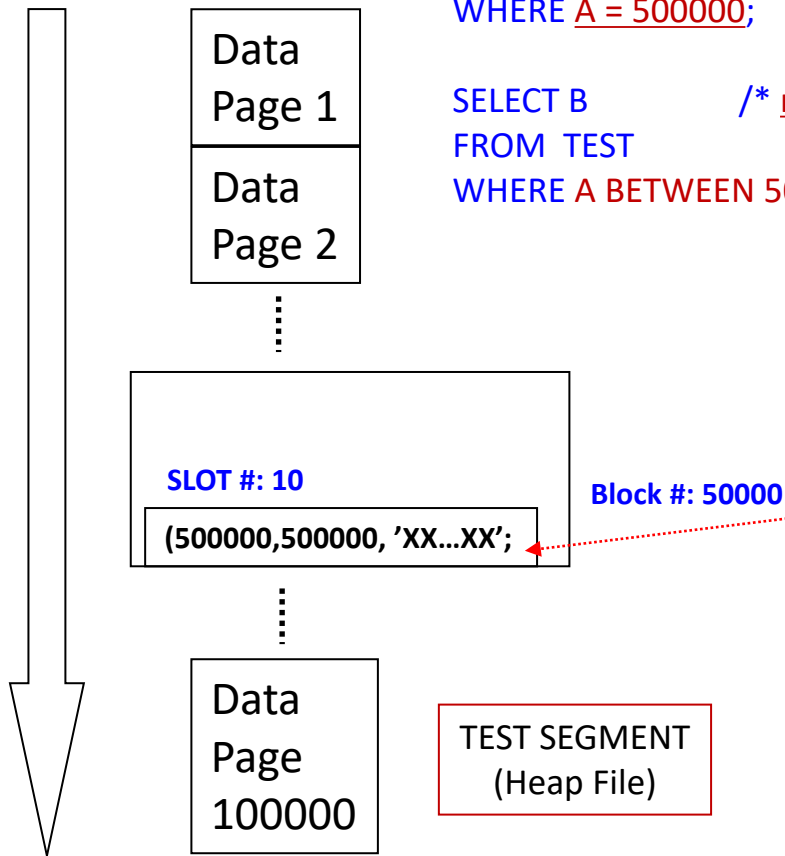 WHERE A = 500000;
SELECT B /*
FROM TEST
WHERE A BETWEEN
Data
Page 1
Data
Page 2
SLOT #: 10
Block #: 50000
(500000,500000, ’XX...XX’;
Data
Page
100000
TEST SEGMENT
(Heap File)